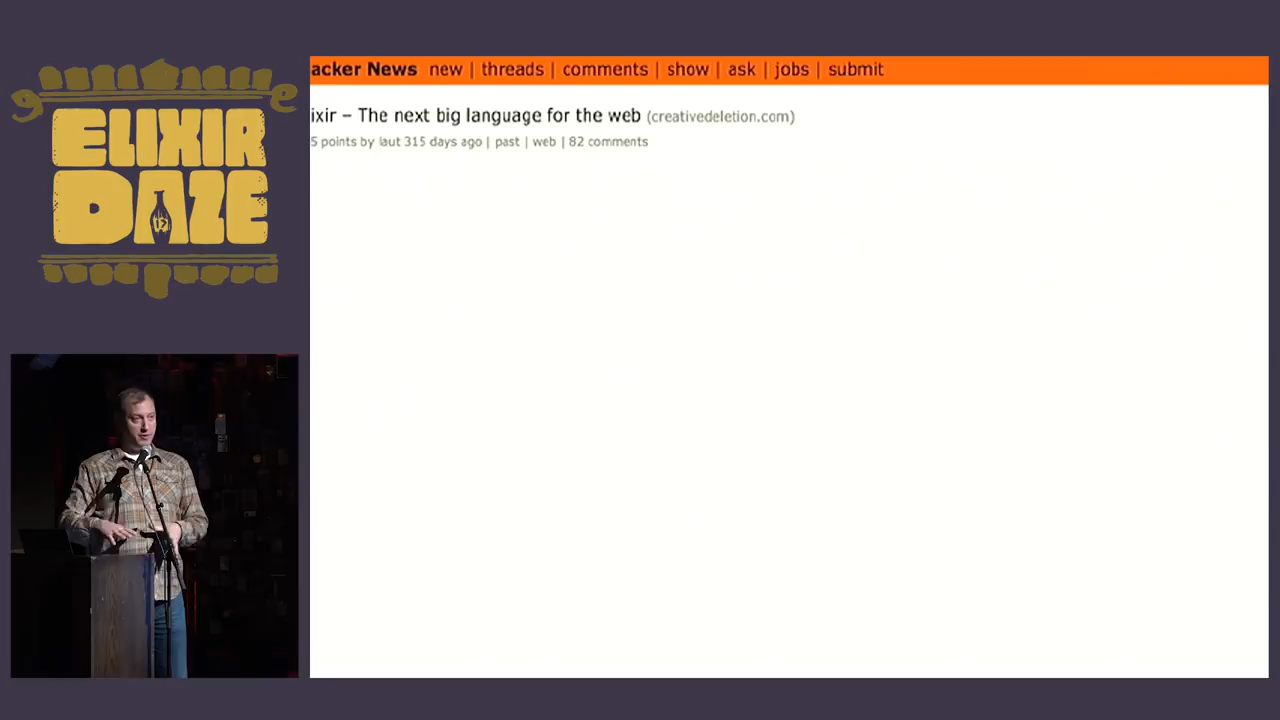 ELIXIR
DAZE
acker News new | threads | comments | show | ask | jobs | submit
ixir – The next big language for the web (creativedeletion.com)
5 points by laut 315 days ago | past | web | 82 comments